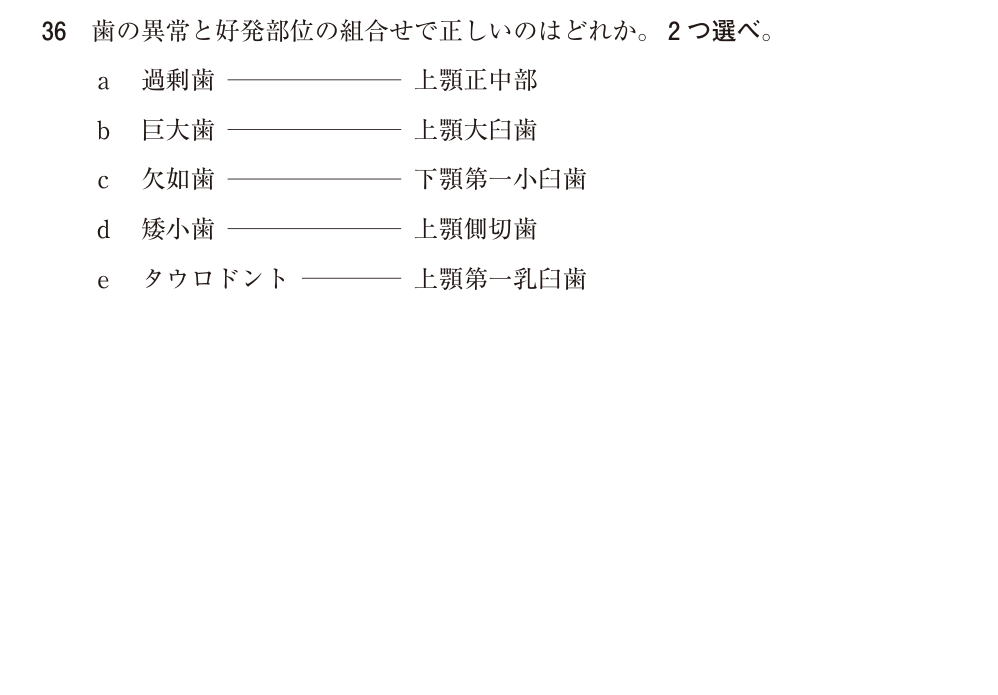 36 歯の異常と好発部位の組合せで正しいのはどれか。2つ選べ。
a 過剰歯 ――――――― 上顎正中部
b 巨大歯 ――――――― 上顎大臼歯
c 欠如歯 ――――――― 下顎第一小臼歯
d 矮小歯 ――――――― 上顎側切歯
e タウロドント ―――― 上顎第一乳臼歯